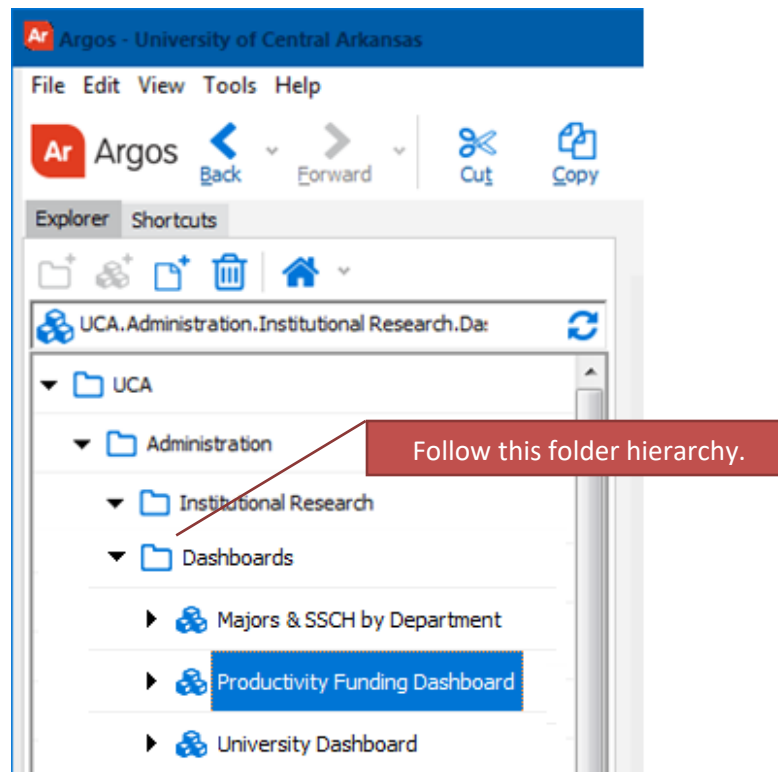 Ar Argos - University of Central Arkansas
File Edit View Tools Help
Ar Argos Back Forward Cut Copy
Explorer Shortcuts
UCA.Administration.Institutional Research.Da:
UCA
Administration
Follow this folder hierarchy.
Institutional Research
Dashboards
Majors & SSCH by Department
Productivity Funding Dashboard
University Dashboard